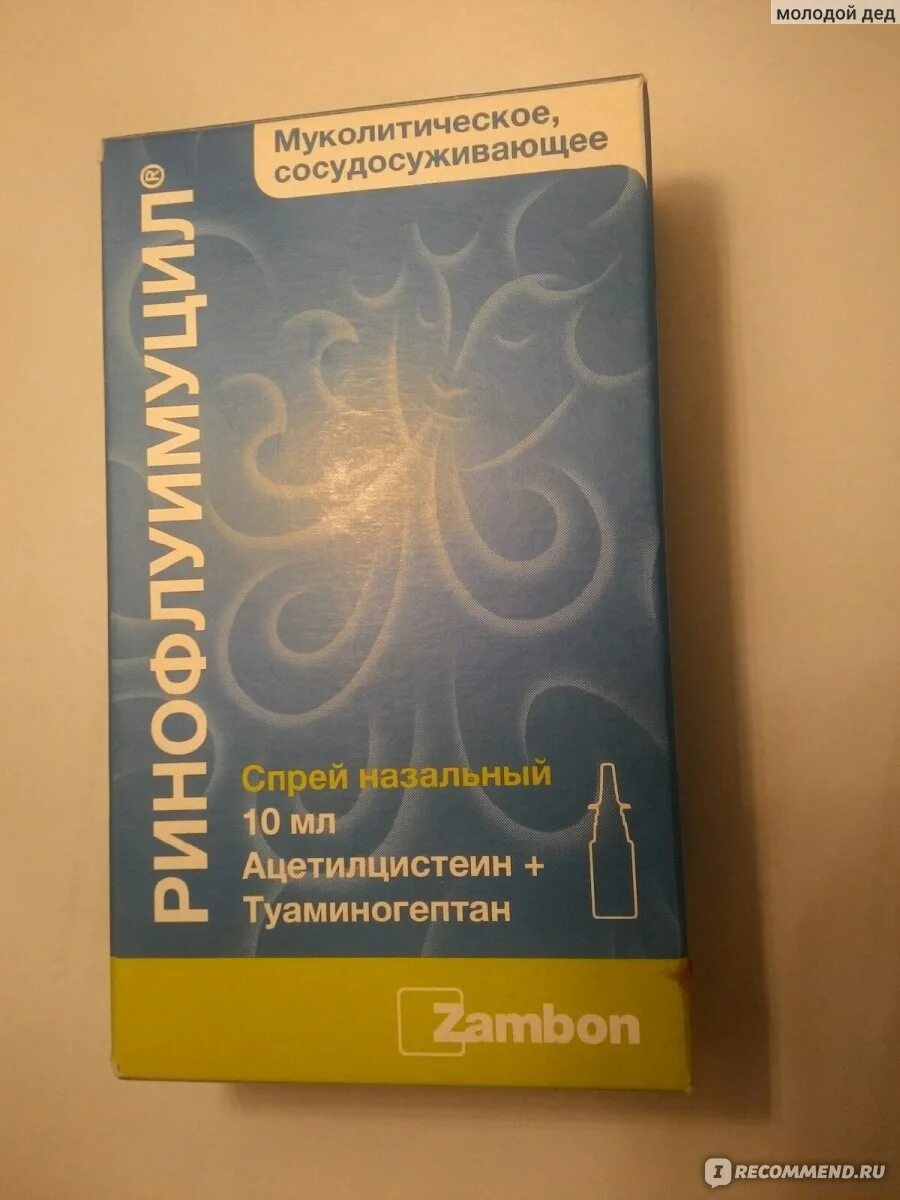 молодой дед
Муколитическое,
сосудосуживающее
РИНОФЛУИМУЦИЛ®
Спрей назальный
10 мл
Ацетилцистеин +
Туаминогептан
Zambon
IRECOMMEND.RU